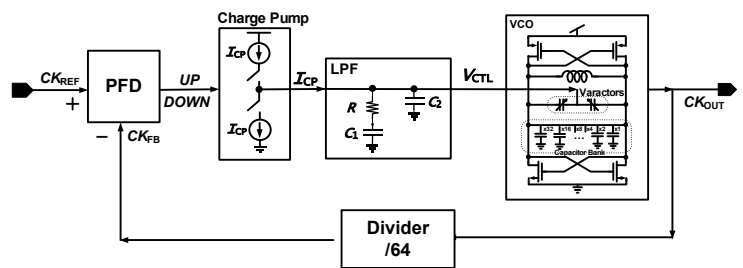 Charge Pump
VCO
ICP
LPF
CKREF
PFD
UP
DOWN
ICP
VCTL
Varactors
CKOUT
+
R
C2
−
CKFB
ICP
C1
x32 x16 x8 x4 x2 x1
...
Capacitor Bank
Divider
/64